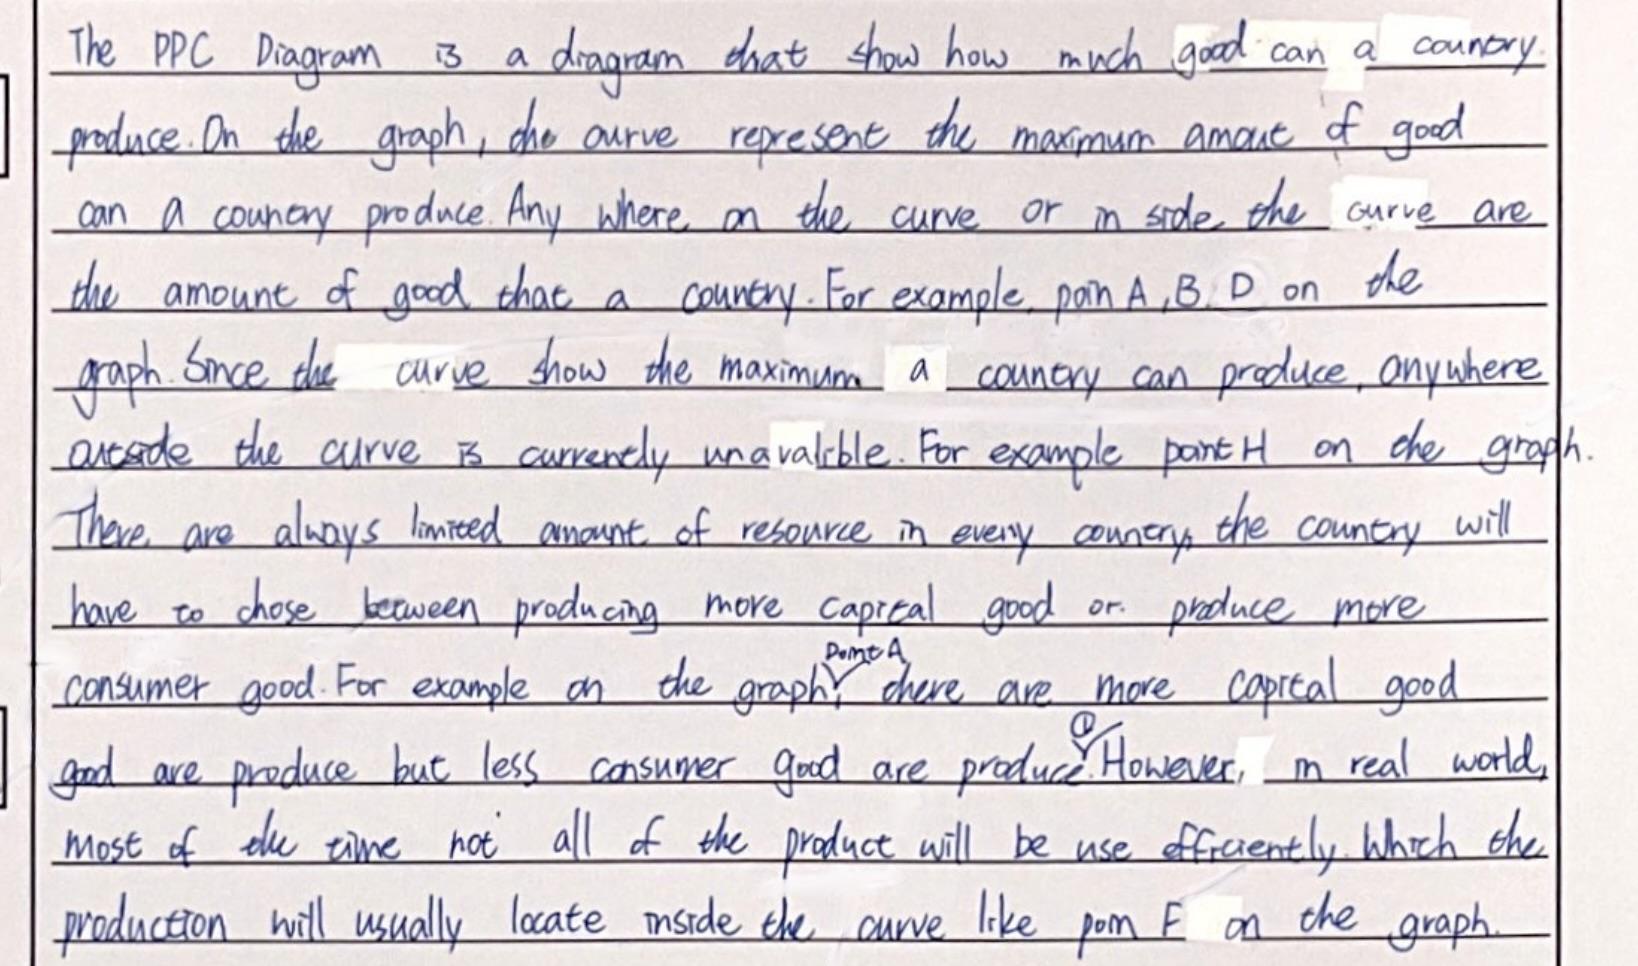 The PPC Diagram is a diagram that show how much good can a country.
produce. On the graph, the curve represent the maximum amout of good
can a country produce. Any where on the curve or in side the curve are
the amount of good that a country. For example, poin A, B, D on the
graph. Since the curve show the maximum a country can produce, anywhere
outside the curve is currently unavalible. For example point H on the graph.
There are always limited amount of resource in every country, the country will
have to chose between producing more capital good or produce more
consumer good. For example on the graph, Point A there are more capital good
good are produce but less consumer good are produce. ① However, in real world,
most of the time not all of the product will be use efficiently. Which the
production will usually locate inside the curve like poin F on the graph.